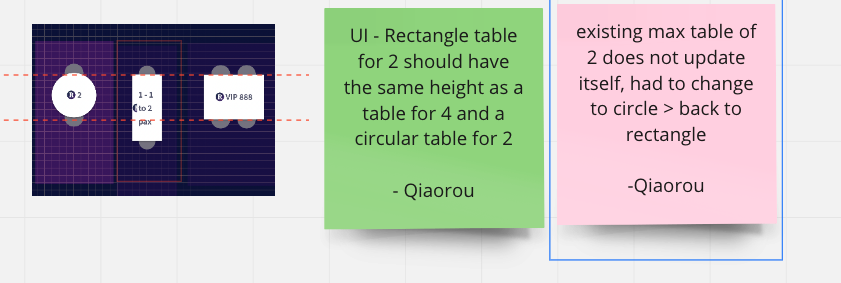 R 2
1 - 1
to 2
pax
R VIP 888
UI - Rectangle table
for 2 should have
the same height as a
table for 4 and a
circular table for 2
- Qiaorou
existing max table of
2 does not update
itself, had to change
to circle > back to
rectangle
-Qiaorou